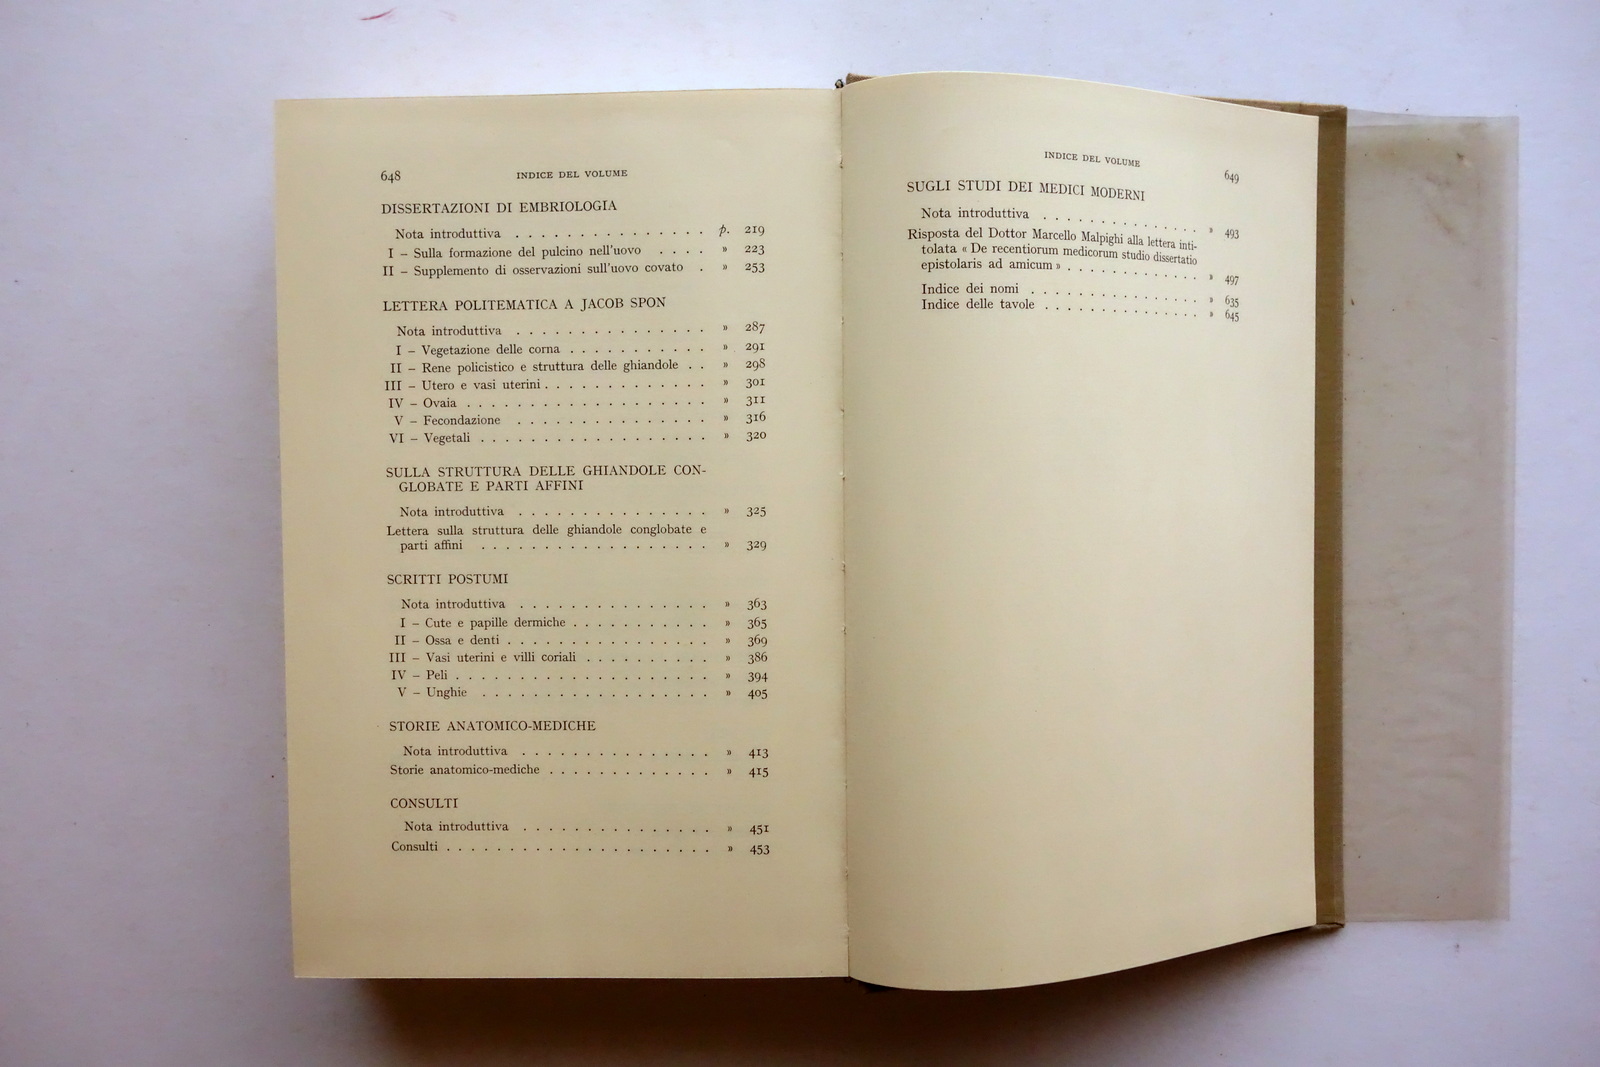 648 INDICE DEL VOLUME
DISSERTAZIONI DI EMBRIOLOGIA
Nota introduttiva . . . . . . . . . . . . . . . p. 219
I – Sulla formazione del pulcino nell'uovo . . . . » 223
II – Supplemento di osservazioni sull'uovo covato . » 253
LETTERA POLITEMATICA A JACOB SPON
Nota introduttiva . . . . . . . . . . . . . . . » 287
I – Vegetazione delle corna . . . . . . . . . . . » 291
II – Rene policistico e struttura delle ghiandole . . » 298
III – Utero e vasi uterini . . . . . . . . . . . . . » 301
IV – Ovaia . . . . . . . . . . . . . . . . . . . » 311
V – Fecondazione . . . . . . . . . . . . . . . » 316
VI – Vegetali . . . . . . . . . . . . . . . . . . » 320
SULLA STRUTTURA DELLE GHIANDOLE CON-
GLOBATE E PARTI AFFINI
Nota introduttiva . . . . . . . . . . . . . . . » 325
Lettera sulla struttura delle ghiandole conglobate e
parti affini . . . . . . . . . . . . . . . . . . » 329
SCRITTI POSTUMI
Nota introduttiva . . . . . . . . . . . . . . . » 363
I – Cute e papille dermiche . . . . . . . . . . . » 365
II – Ossa e denti . . . . . . . . . . . . . . . . » 369
III – Vasi uterini e villi coriali . . . . . . . . . . » 386
IV – Peli . . . . . . . . . . . . . . . . . . . . » 394
V – Unghie . . . . . . . . . . . . . . . . . . » 405
STORIE ANATOMICO-MEDICHE
Nota introduttiva . . . . . . . . . . . . . . . » 413
Storie anatomico-mediche . . . . . . . . . . . . . » 415
CONSULTI
Nota introduttiva . . . . . . . . . . . . . . . » 451
Consulti . . . . . . . . . . . . . . . . . . . . . » 453
INDICE DEL VOLUME 649
SUGLI STUDI DEI MEDICI MODERNI
Nota introduttiva . . . . . . . . . . . . » 493
Risposta del Dottor Marcello Malpighi alla lettera inti-
tolata « De recentiorum medicorum studio dissertatio
epistolaris ad amicum » . . . . . . . . . . . . » 497
Indice dei nomi . . . . . . . . . . . . . . » 635
Indice delle tavole . . . . . . . . . . . . . » 645